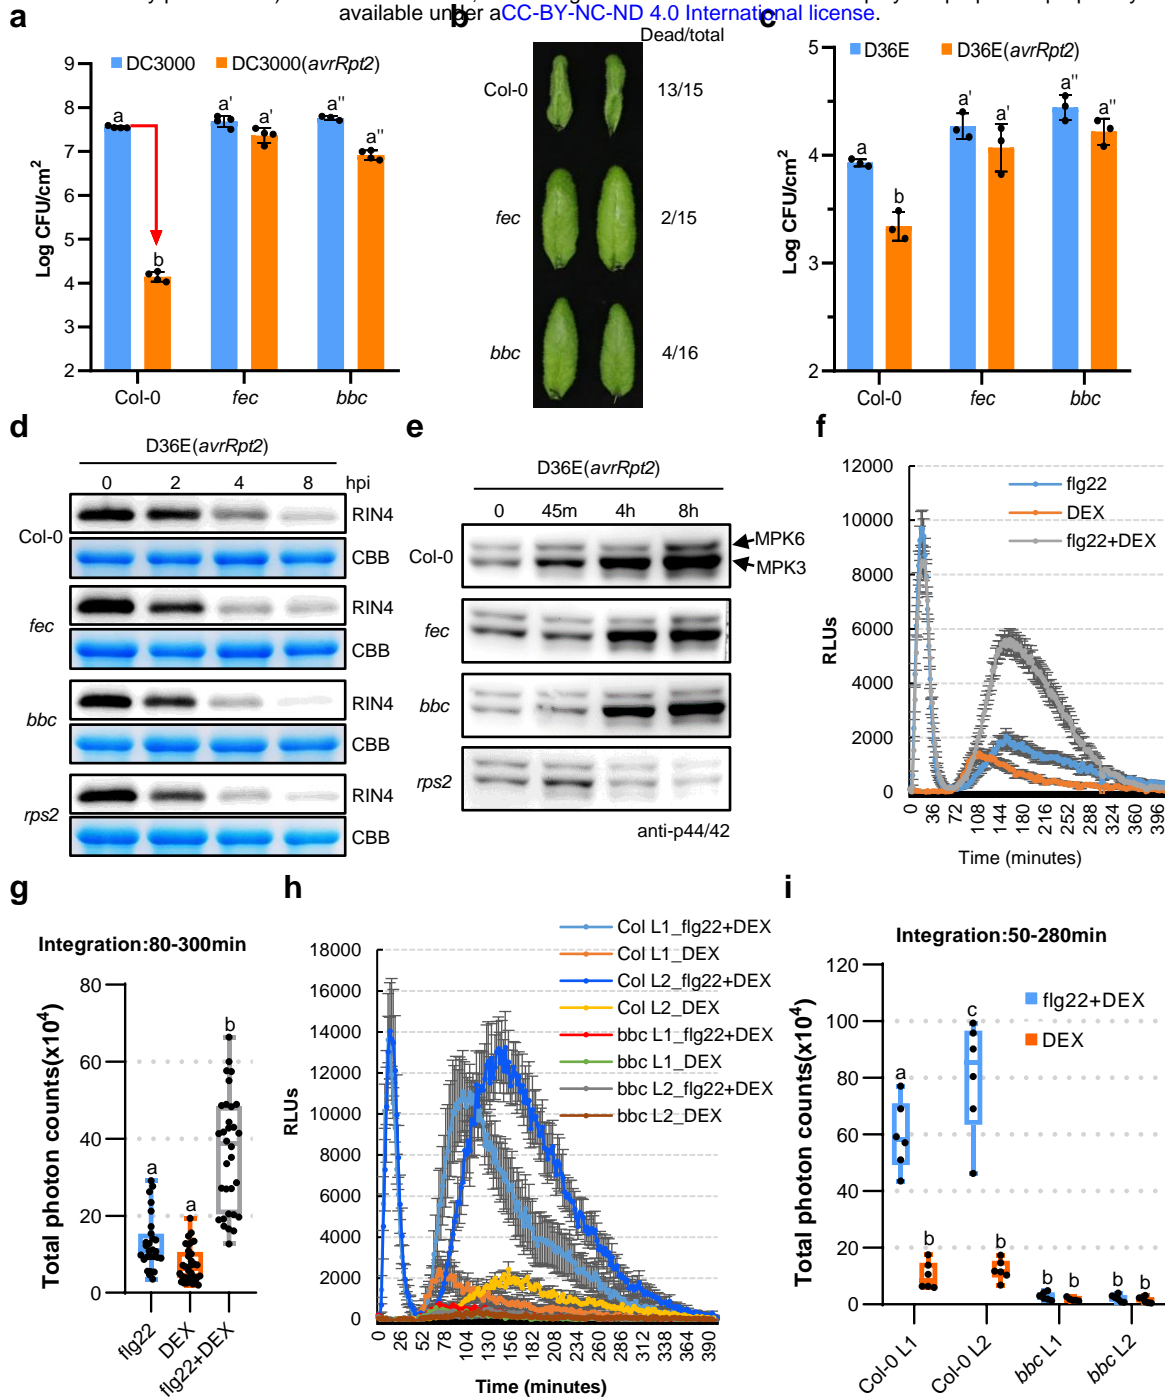 available under aCC-BY-NC-ND 4.0 International license.
a
DC3000 DC3000(avrRpt2)
Log CFU/cm2
9
8
7
6
5
4
3
2
a b a' a' a'' a''
Col-0 fec bbc
b
Dead/total
Col-0 13/15
fec 2/15
bbc 4/16
c
D36E D36E(avrRpt2)
Log CFU/cm2
5
4
3
2
a b a' a' a'' a''
Col-0 fec bbc
d
D36E(avrRpt2)
0 2 4 8 hpi
Col-0 RIN4
CBB
fec RIN4
CBB
bbc RIN4
CBB
rps2 RIN4
CBB
e
D36E(avrRpt2)
0 45m 4h 8h
Col-0 MPK6
MPK3
fec
bbc
rps2
anti-p44/42
f
flg22
DEX
flg22+DEX
RLUs
12000
10000
8000
6000
4000
2000
0
0 36 72 108 144 180 216 252 288 324 360 396
Time (minutes)
g
Integration:80-300min
Total photon counts(x104)
80
60
40
20
0
a a b
flg22 DEX flg22+DEX
h
Col L1_flg22+DEX
Col L1_DEX
Col L2_flg22+DEX
Col L2_DEX
bbc L1_flg22+DEX
bbc L1_DEX
bbc L2_flg22+DEX
bbc L2_DEX
RLUs
18000
16000
14000
12000
10000
8000
6000
4000
2000
0
0 26 52 78 104 130 156 182 208 234 260 286 312 338 364 390
Time (minutes)
i
Integration:50-280min
flg22+DEX
DEX
Total photon counts(x104)
120
100
80
60
40
20
0
a b c b b b b b
Col-0 L1 Col-0 L2 bbc L1 bbc L2